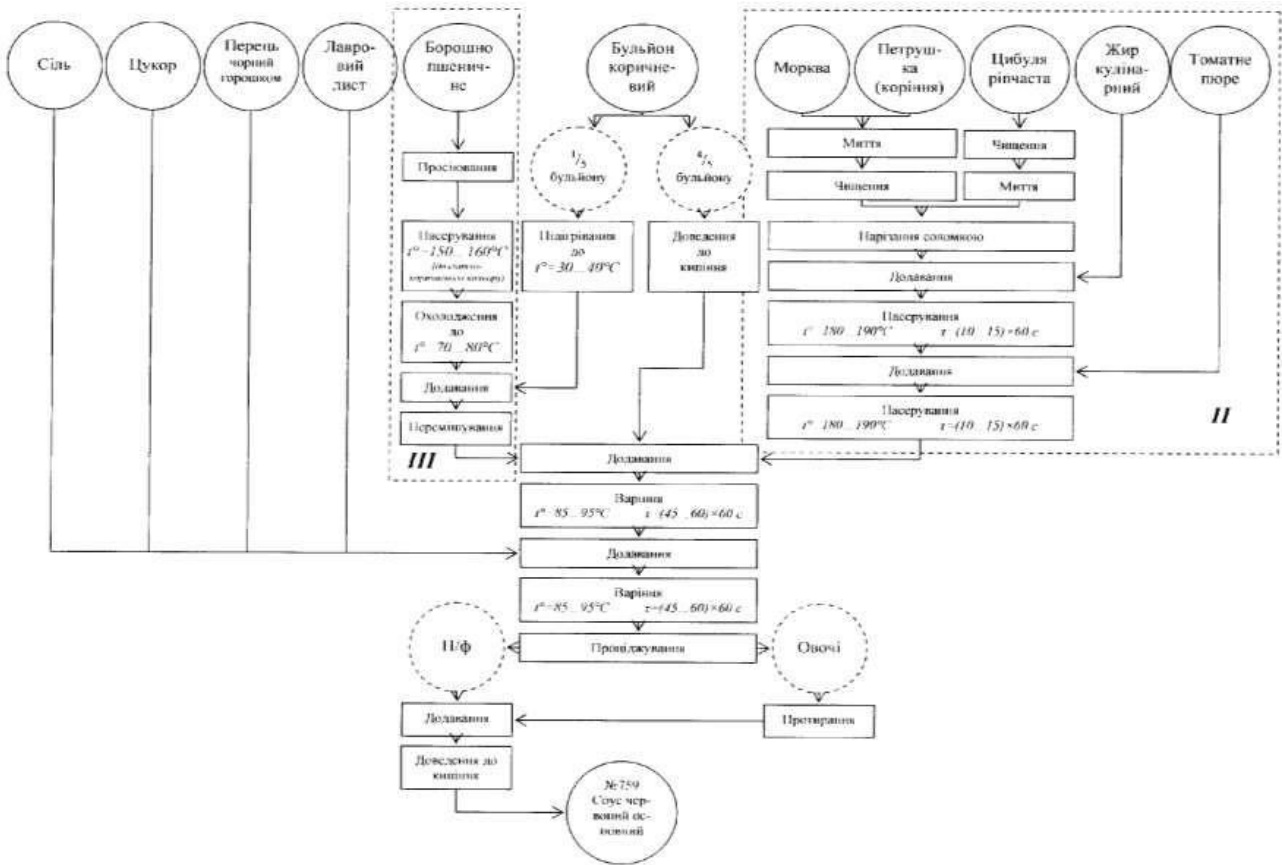 Сіль
Цукор
Перець
чорний
горошком
Лавро-
вий
лист
Борошно
пшенич-
не
Бульйон
коричне-
вий
Морква
Петруш-
ка
(коріння)
Цибуля
ріпчаста
Жир
куліна-
рний
Томатне
пюре
Миття
Чищення
Чищення
Миття
1/5
бульйону
4/5
бульйону
Просіювання
Нарізання соломкою
Пасерування
t°=150... 160°C
Підігрівання
до
t°=30...40°C
Доведення
до
кипіння
Додавання
Охолодження
до
t°=70...80°C
Пасерування
t°=180...190°C τ=(10...15)×60 с
Додавання
Додавання
Перемішування
Пасерування
t°=180...190°C τ=(10...15)×60 с
II
III
Додавання
Варіння
t°=85...95°C τ=(45...60)×60 с
Додавання
Варіння
t°=85...95°C τ=(45...60)×60 с
П/ф
Проціджування
Овочі
Додавання
Протирання
Доведення до
кипіння
№759
Соус чер-
воний ос-
новний